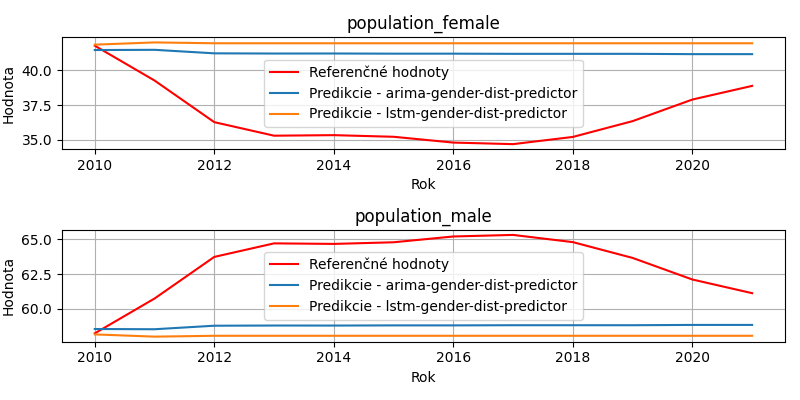 population_female
Hodnota
40.0
37.5
35.0
Referenčné hodnoty
Predikcie - arima-gender-dist-predictor
Predikcie - lstm-gender-dist-predictor
2010 2012 2014 2016 2018 2020
Rok
population_male
Hodnota
65.0
62.5
60.0
Referenčné hodnoty
Predikcie - arima-gender-dist-predictor
Predikcie - lstm-gender-dist-predictor
2010 2012 2014 2016 2018 2020
Rok